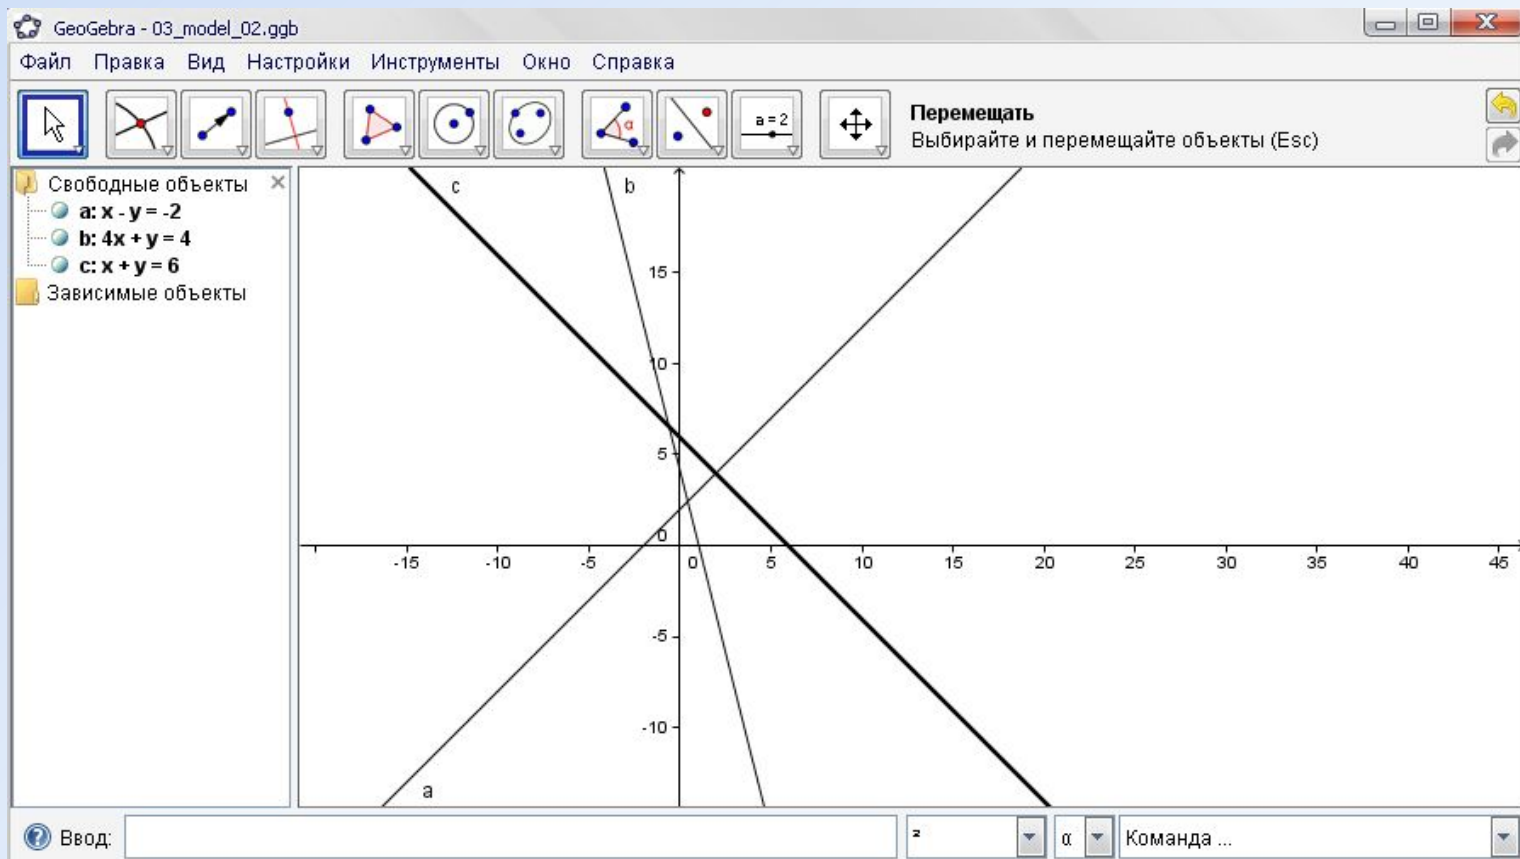 GeoGebra - 03_model_02.ggb
Файл Правка Вид Настройки Инструменты Окно Справка
α
a = 2
Перемещать
Выбирайте и перемещайте объекты (Esc)
Свободные объекты
a: x - y = -2
b: 4x + y = 4
c: x + y = 6
Зависимые объекты
c b
15
10
5
0
-15 -10 -5 0 5 10 15 20 25 30 35 40 45
-5
-10
a
Ввод: ² α Команда ...